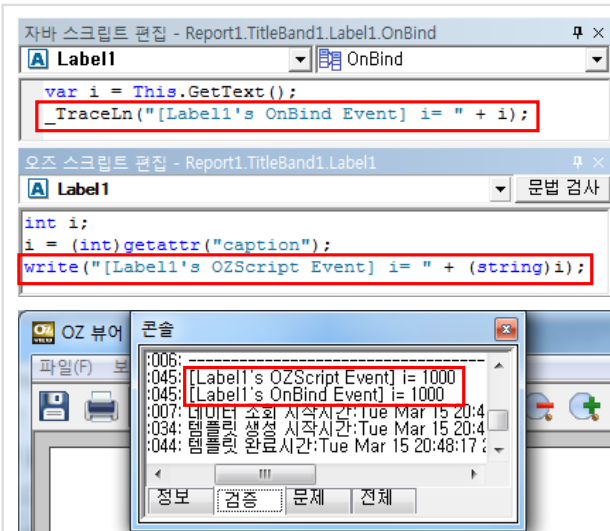 자바 스크립트 편집 - Report1.TitleBand1.Label1.OnBind
A Label1 OnBind
var i = This.GetText();
_TraceLn("[Label1's OnBind Event] i= " + i);
오즈 스크립트 편집 - Report1.TitleBand1.Label1
A Label1 문법 검사
int i;
i = (int)getattr("caption");
write("[Label1's OZScript Event] i= " + (string)i);
OZ 뷰어 콘솔
파일(F)
:006: ------------------------------------
:045: [Label1's OZScript Event] i= 1000
:045: [Label1's OnBind Event] i= 1000
:007: 데이터 조회 시작시간:Tue Mar 15 20:4
:034: 템플릿 생성 시작시간:Tue Mar 15 20:4
:044: 템플릿 완료시간:Tue Mar 15 20:48:17
정보 검증 문제 전체